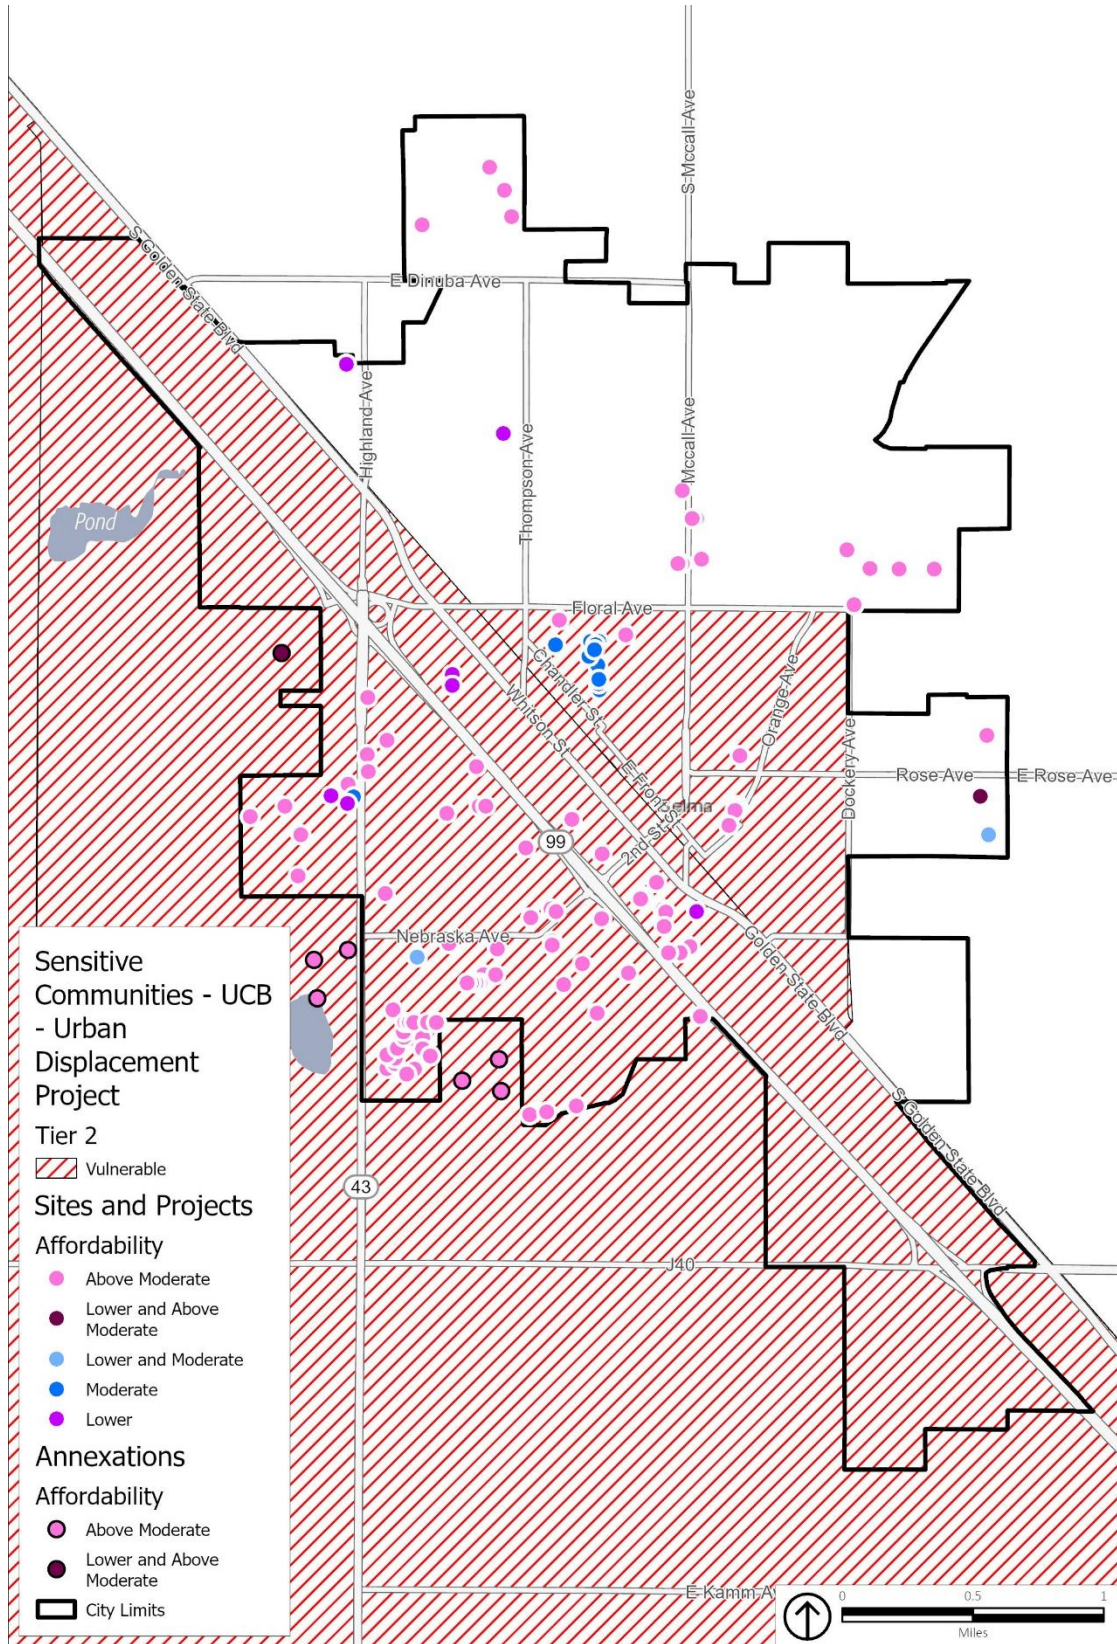 S Mccall Ave
S Golden State Blvd
E Dinuba Ave
Highland Ave
Thompson Ave
Mccall Ave
Pond
Floral Ave
Chandler St
Whitson St
Orange Ave
E Front St
Selma
2nd St
Dockery Ave
Rose Ave
E Rose Ave
99
Nebraska Ave
Golden State Blvd
S Golden State Blvd
43
J40
E Kamm Av
Sensitive
Communities - UCB
- Urban
Displacement
Project
Tier 2
Vulnerable
Sites and Projects
Affordability
Above Moderate
Lower and Above
Moderate
Lower and Moderate
Moderate
Lower
Annexations
Affordability
Above Moderate
Lower and Above
Moderate
City Limits
0 0.5 1
Miles